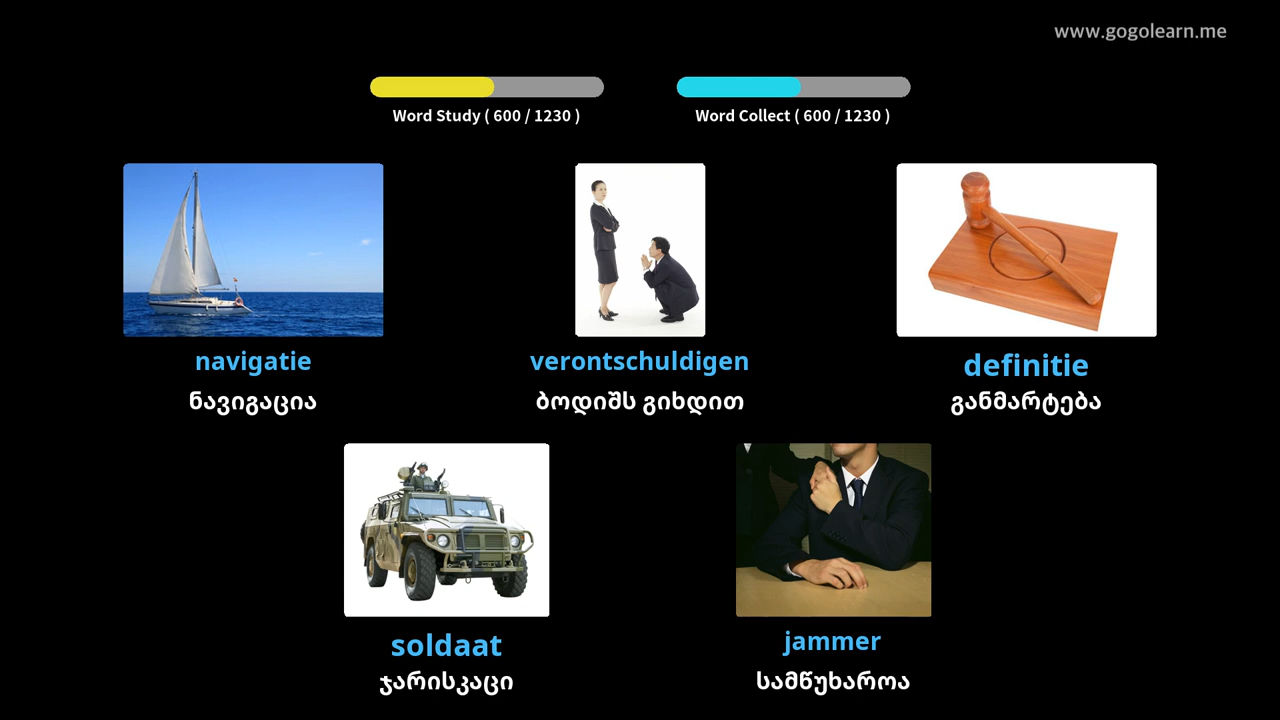 www.gogolearn.me
Word Study ( 600 / 1230 )
Word Collect ( 600 / 1230 )
navigatie
ნავიგაცია
verontschuldigen
ბოდიშს გიხდით
definitie
განმარტება
soldaat
ჯარისკაცი
jammer
სამწუხაროა